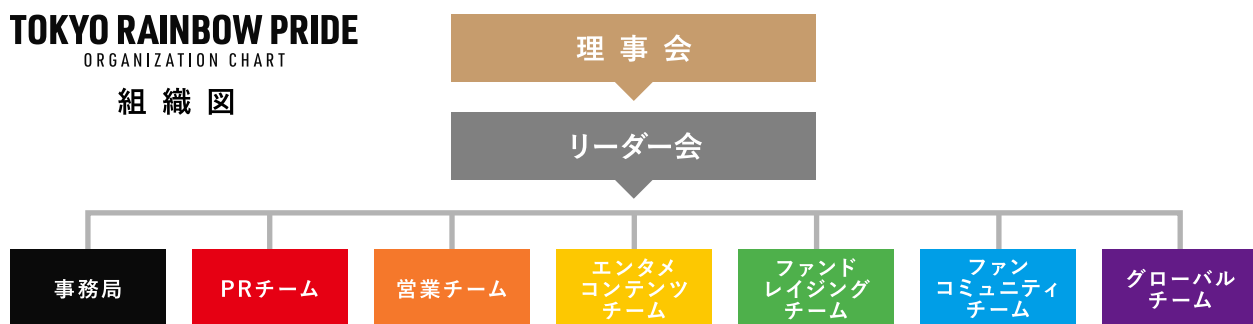 TOKYO RAINBOW PRIDE
ORGANIZATION CHART
組織図
理事会
リーダー会
事務局
PRチーム
営業チーム
エンタメ
コンテンツ
チーム
ファンド
レイジング
チーム
ファン
コミュニティ
チーム
グローバル
チーム